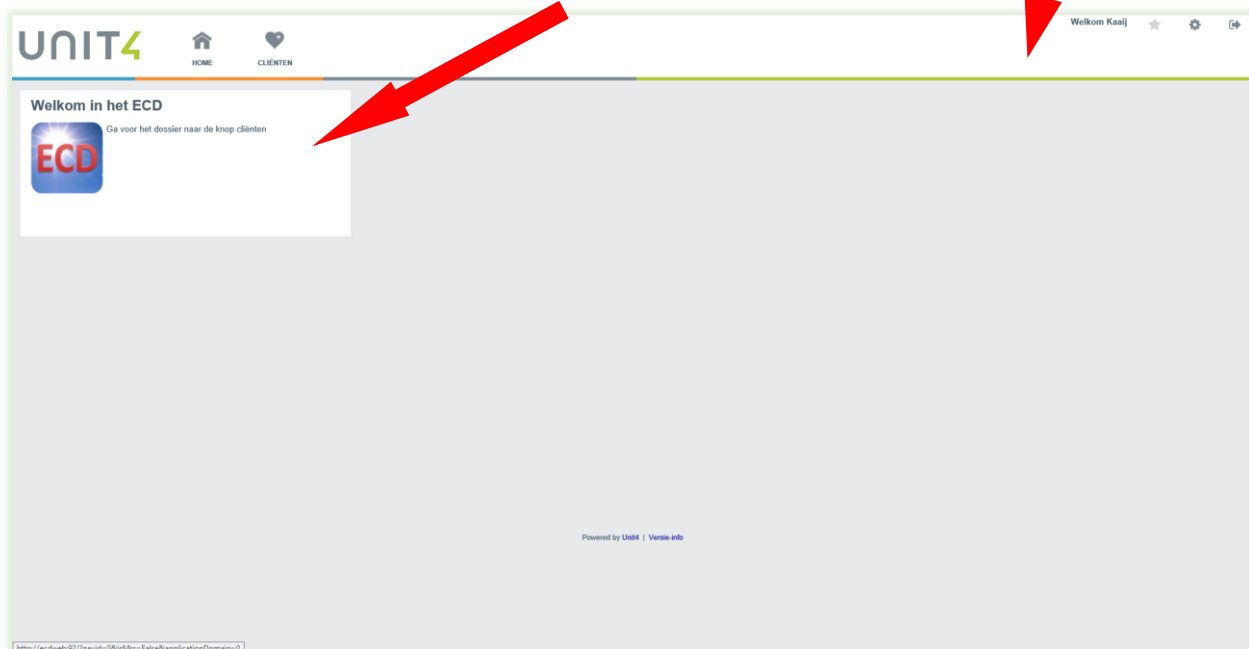 UNIT4
HOME
CLIËNTEN
Welkom Kaaij
Welkom in het ECD
ECD
Ga voor het dossier naar de knop cliënten
Powered by Unit4 | Versie-info